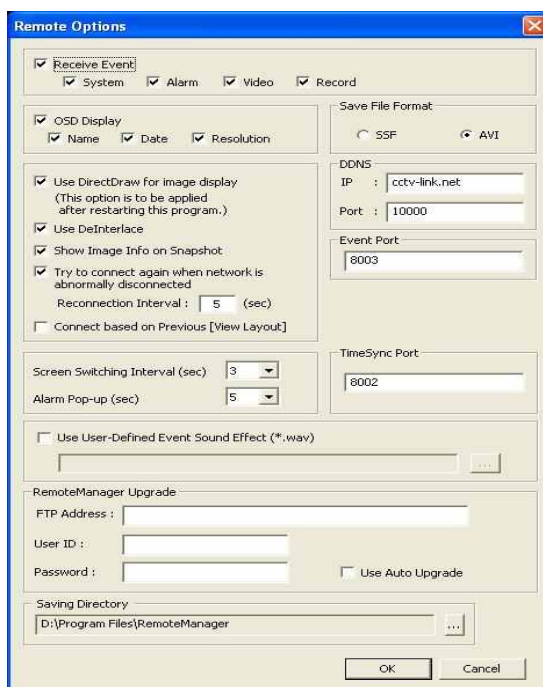 Remote Options
Receive Event
System Alarm Video Record
OSD Display
Name Date Resolution
Save File Format
SSF AVI
Use DirectDraw for image display
(This option is to be applied
after restarting this program.)
Use DeInterlace
Show Image Info on Snapshot
Try to connect again when network is
abnormally disconnected
Reconnection Interval : 5 (sec)
Connect based on Previous [View Layout]
DDNS
IP : cctv-link.net
Port : 10000
Event Port
8003
Screen Switching Interval (sec) 3
Alarm Pop-up (sec) 5
TimeSync Port
8002
Use User-Defined Event Sound Effect (*.wav)
...
RemoteManager Upgrade
FTP Address :
User ID :
Password :
Use Auto Upgrade
Saving Directory
D:\Program Files\RemoteManager ...
OK Cancel